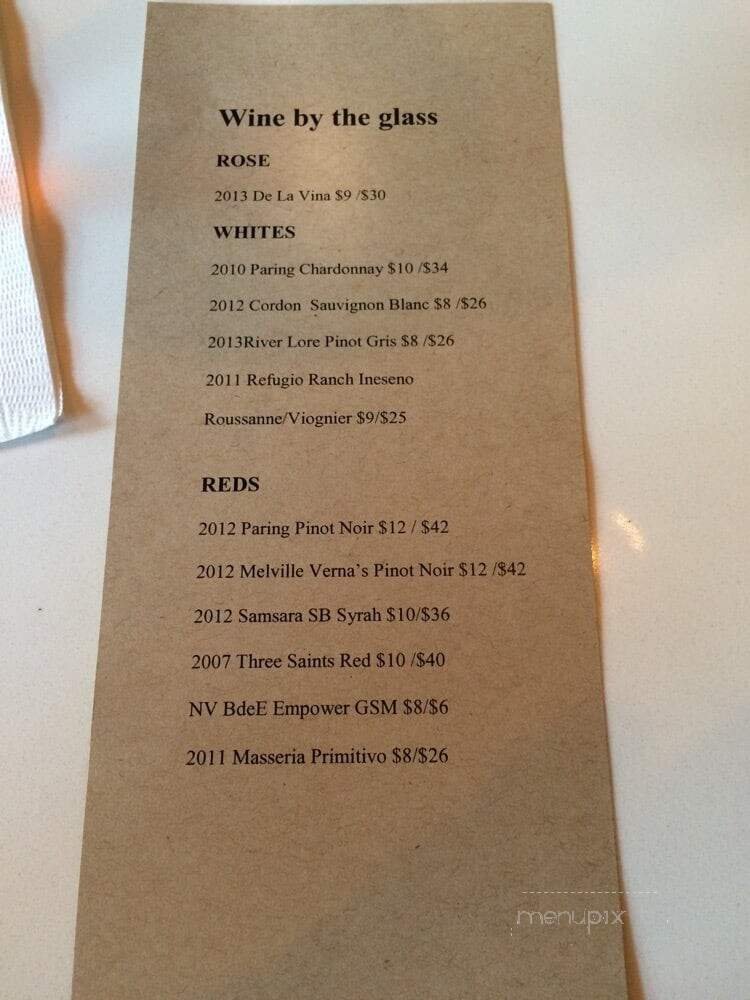 Wine by the glass
ROSE
2013 De La Vina $9 /$30
WHITES
2010 Paring Chardonnay $10 /$34
2012 Cordon Sauvignon Blanc $8 /$26
2013River Lore Pinot Gris $8 /$26
2011 Refugio Ranch Ineseno
Roussanne/Viognier $9/$25
REDS
2012 Paring Pinot Noir $12 / $42
2012 Melville Verna's Pinot Noir $12 /$42
2012 Samsara SB Syrah $10/$36
2007 Three Saints Red $10 /$40
NV BdeE Empower GSM $8/$6
2011 Masseria Primitivo $8/$26
menupix